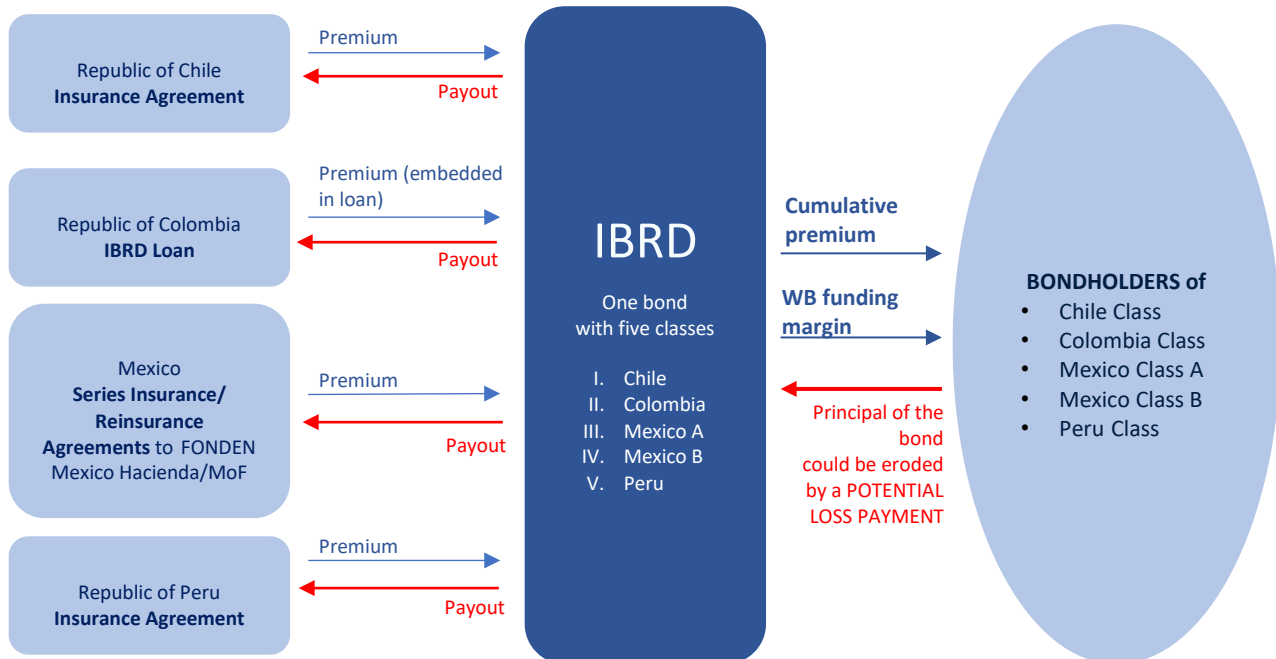 Republic of Chile
Insurance Agreement
Premium
Payout
Republic of Colombia
IBRD Loan
Premium (embedded
in loan)
Payout
Mexico
Series Insurance/
Reinsurance
Agreements to FONDEN
Mexico Hacienda/MoF
Premium
Payout
Republic of Peru
Insurance Agreement
Premium
Payout
IBRD
One bond
with five classes
I. Chile
II. Colombia
III. Mexico A
IV. Mexico B
V. Peru
Cumulative
premium
WB funding
margin
Principal of the
bond
could be eroded
by a POTENTIAL
LOSS PAYMENT
BONDHOLDERS of
• Chile Class
• Colombia Class
• Mexico Class A
• Mexico Class B
• Peru Class